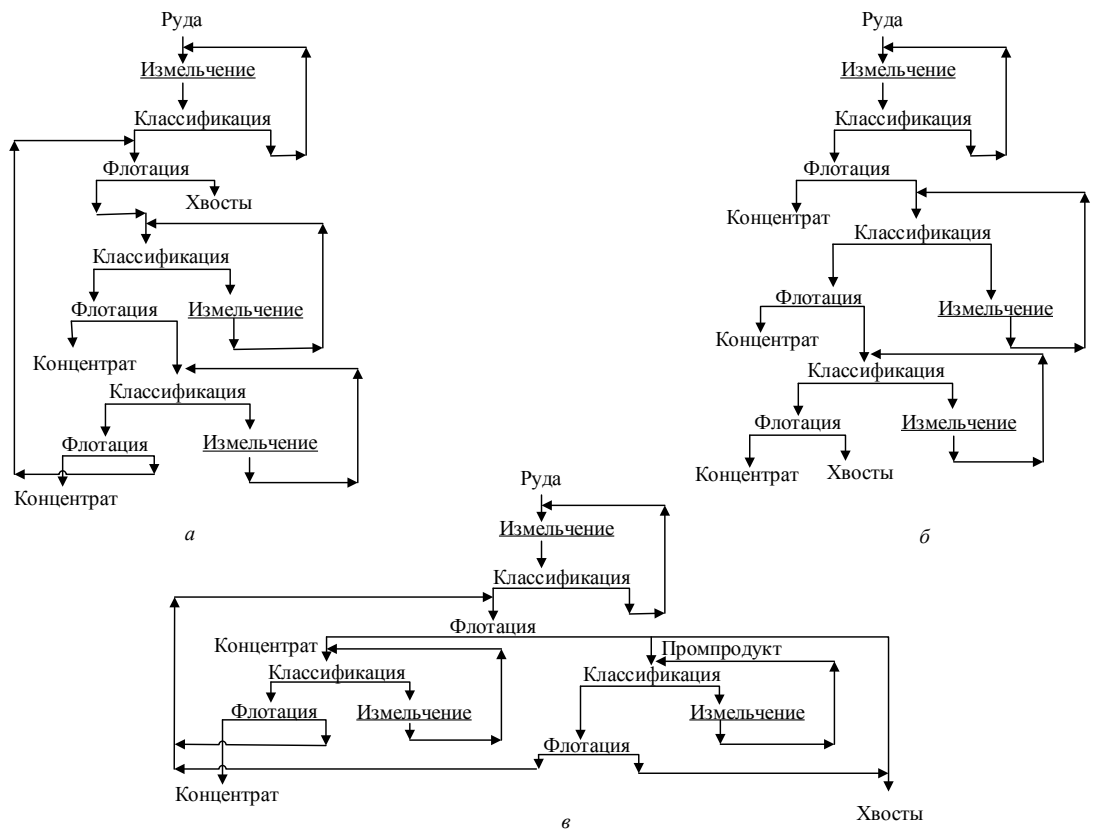 Руда
Измельчение
Классификация
Флотация
Хвосты
Классификация
Флотация
Измельчение
Концентрат
Классификация
Флотация
Измельчение
Концентрат
а
Руда
Измельчение
Классификация
Флотация
Концентрат
Классификация
Флотация
Измельчение
Концентрат
Классификация
Флотация
Измельчение
Концентрат
Хвосты
б
Руда
Измельчение
Классификация
Флотация
Концентрат
Промпродукт
Классификация
Классификация
Флотация
Измельчение
Измельчение
Флотация
Концентрат
Хвосты
в